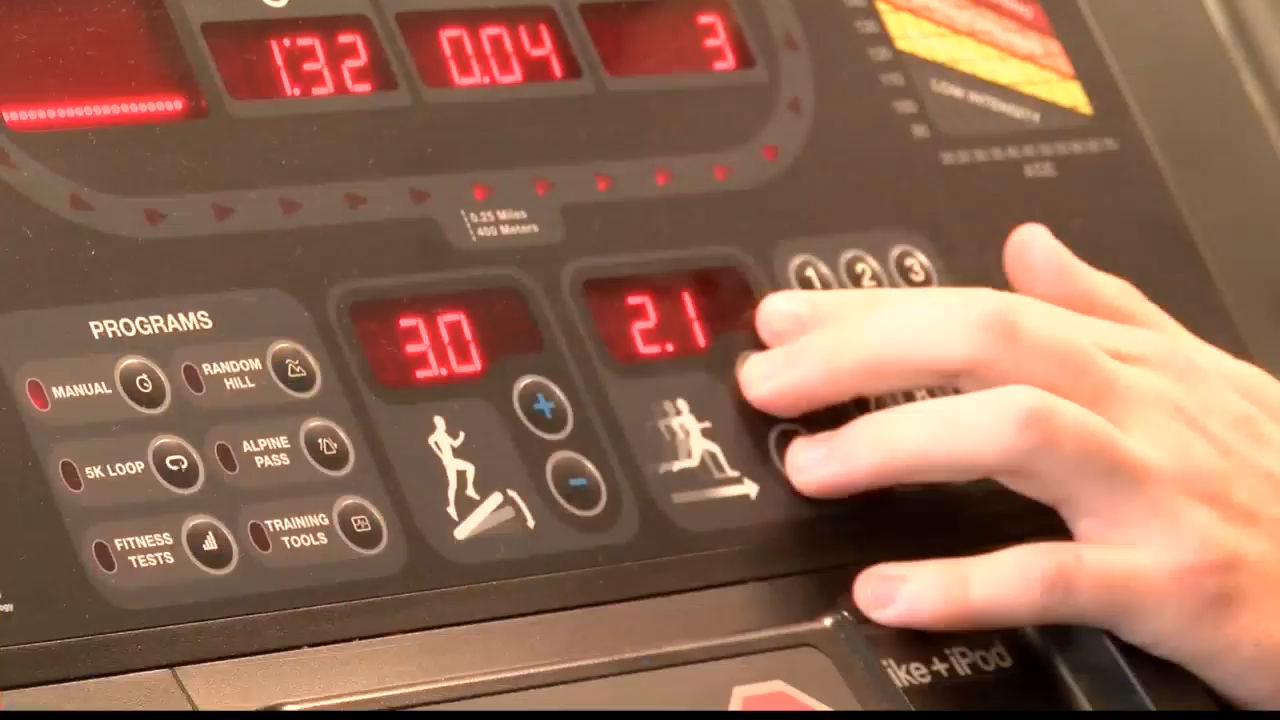 1:32 0.04 3
LOW INTENSITY
AGE
0.25 Miles
400 Meters
1 2 3
PROGRAMS
3.0
2.1
MANUAL
RANDOM
HILL
5K LOOP
ALPINE
PASS
FITNESS
TESTS
TRAINING
TOOLS
+
-
ike+iPod